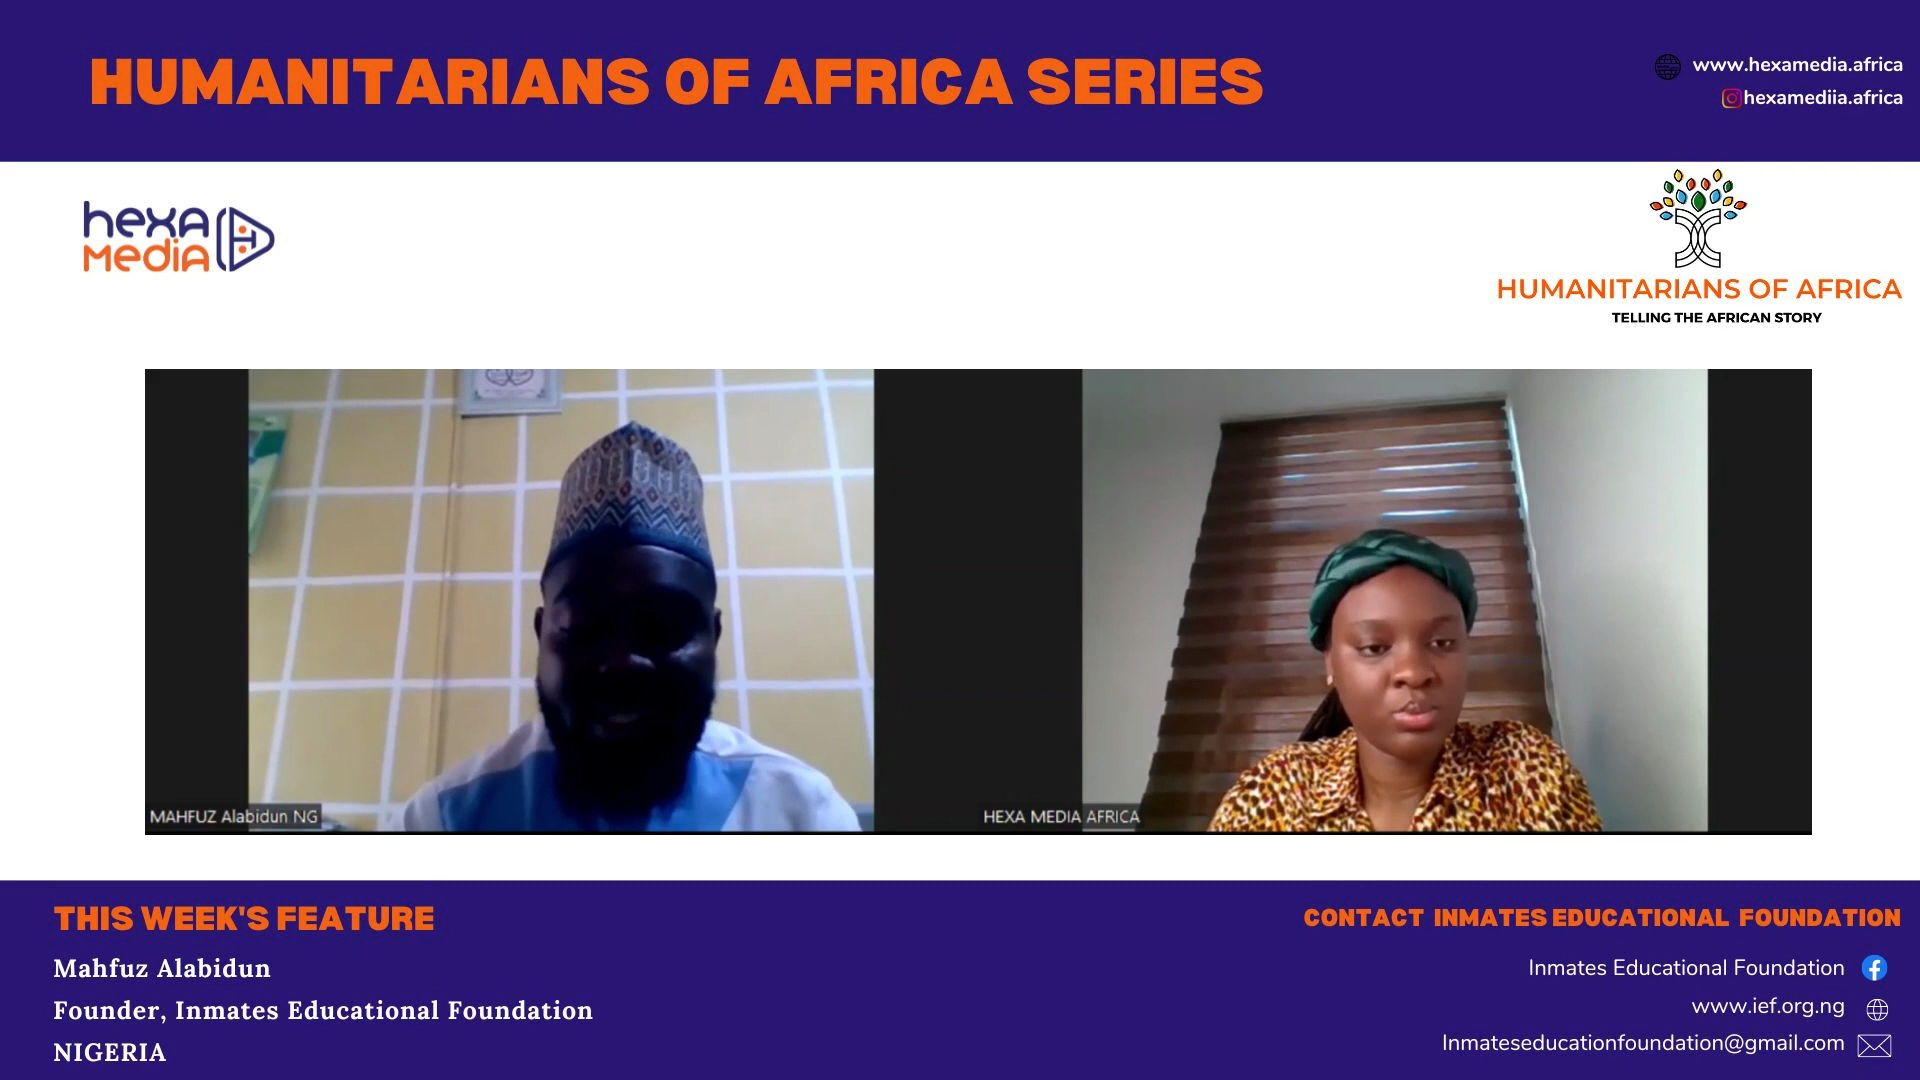 HUMANITARIANS OF AFRICA SERIES
www.hexamedia.africa
hexamediia.africa
hexa
media
HUMANITARIANS OF AFRICA
TELLING THE AFRICAN STORY
MAHFUZ Alabidun NG
HEXA MEDIA AFRICA
THIS WEEK'S FEATURE
Mahfuz Alabidun
Founder, Inmates Educational Foundation
NIGERIA
CONTACT INMATES EDUCATIONAL FOUNDATION
Inmates Educational Foundation
www.ief.org.ng
Inmateseducationfoundation@gmail.com